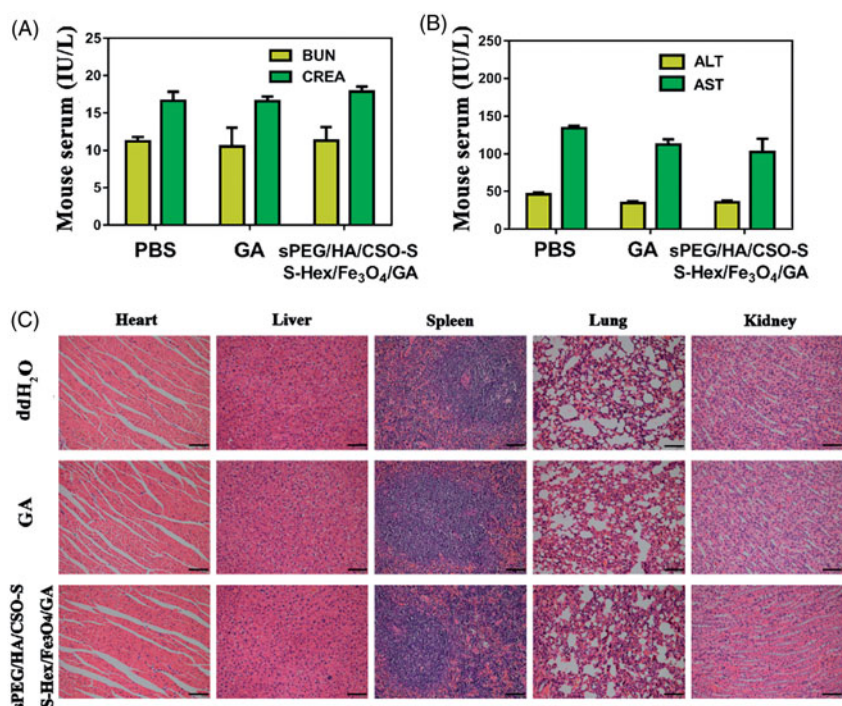 (A)
Mouse serum (IU/L)
25
20
15
10
5
0
BUN
CREA
PBS
GA
sPEG/HA/CSO-S
S-Hex/Fe₃O₄/GA
(B)
Mouse serum (IU/L)
250
200
150
100
50
0
ALT
AST
PBS
GA
sPEG/HA/CSO-S
S-Hex/Fe₃O₄/GA
(C)
Heart
Liver
Spleen
Lung
Kidney
ddH₂O
GA
sPEG/HA/CSO-S
S-Hex/Fe3O4/GA